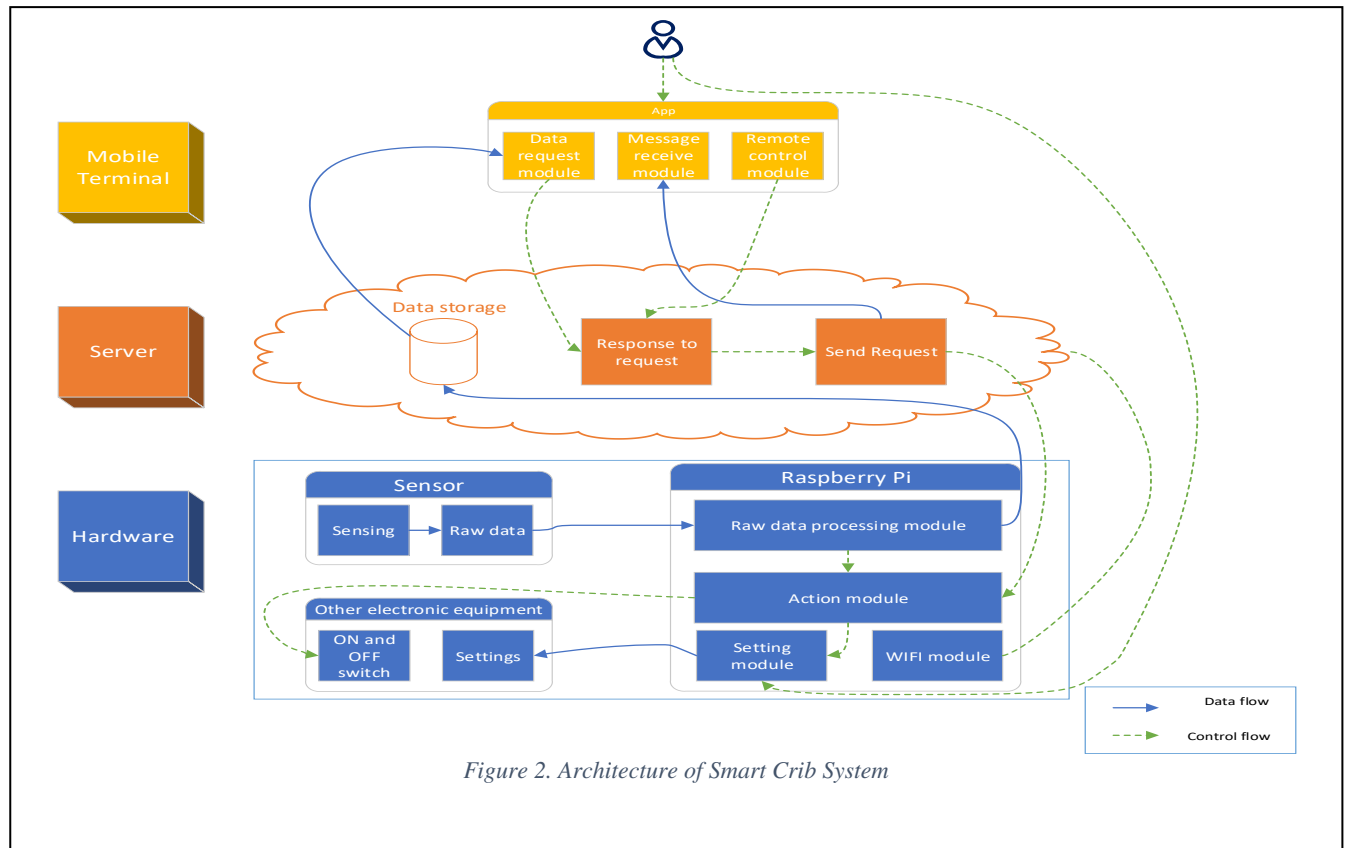 App
Data
request
module
Message
receive
module
Remote
control
module
Mobile
Terminal
Data storage
Server
Response to
request
Send Request
Sensor
Raspberry Pi
Sensing
Raw data
Raw data processing module
Hardware
Action module
Other electronic equipment
ON and
OFF
switch
Settings
Setting
module
WIFI module
Data flow
Control flow
Figure 2. Architecture of Smart Crib System